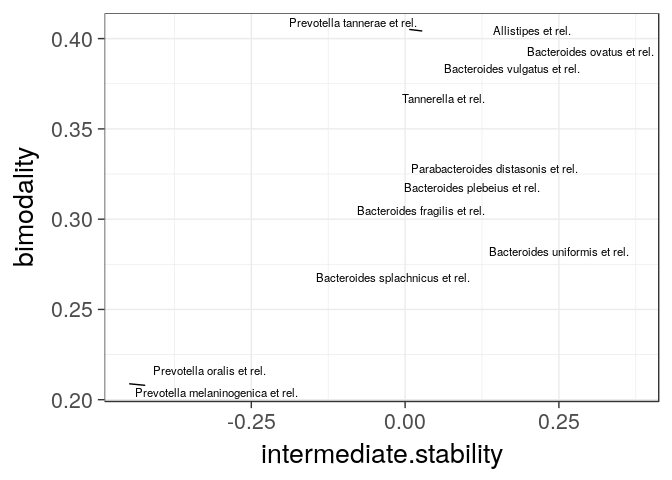 Prevotella tannerae et rel.
Allistipes et rel.
0.40
Bacteroides ovatus et rel.
Bacteroides vulgatus et rel.
Tannerella et rel.
0.35
Parabacteroides distasonis et rel.
Bacteroides plebeius et rel.
bimodality
0.30
Bacteroides fragilis et rel.
Bacteroides uniformis et rel.
Bacteroides splachnicus et rel.
0.25
Prevotella oralis et rel.
Prevotella melaninogenica et rel.
0.20
-0.25 0.00 0.25
intermediate.stability